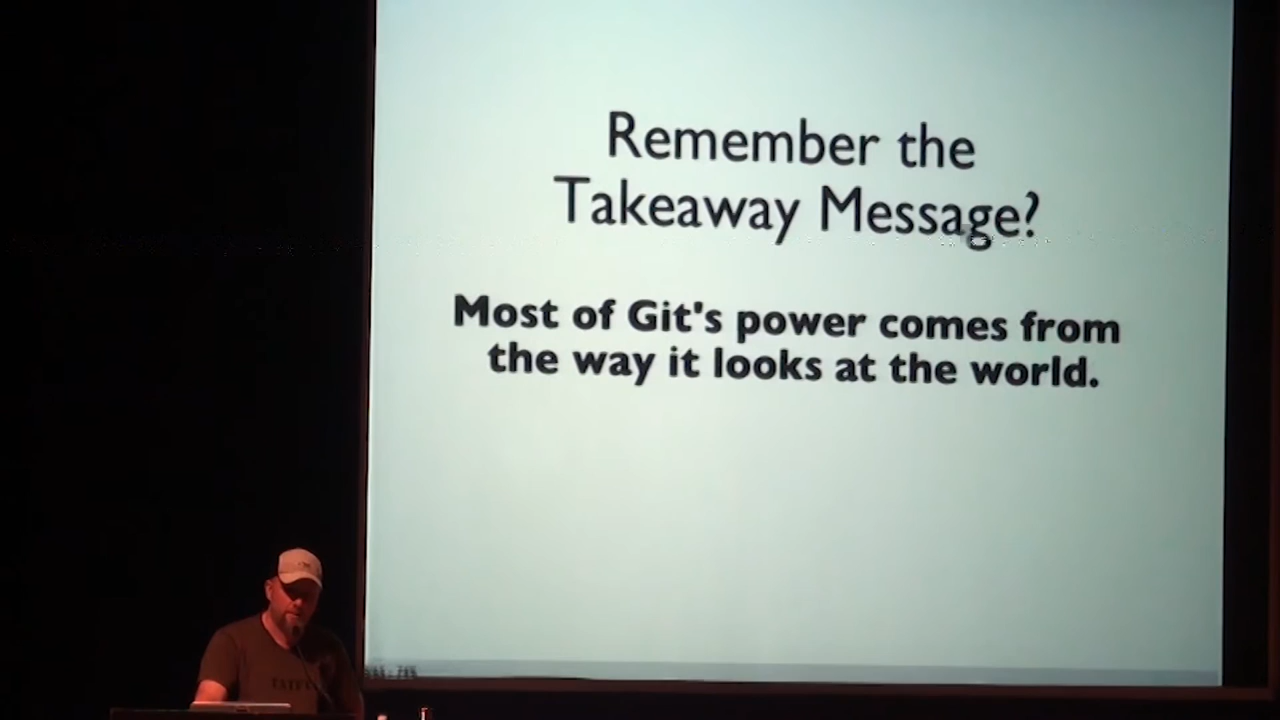 Remember the
Takeaway Message?
Most of Git's power comes from
the way it looks at the world.